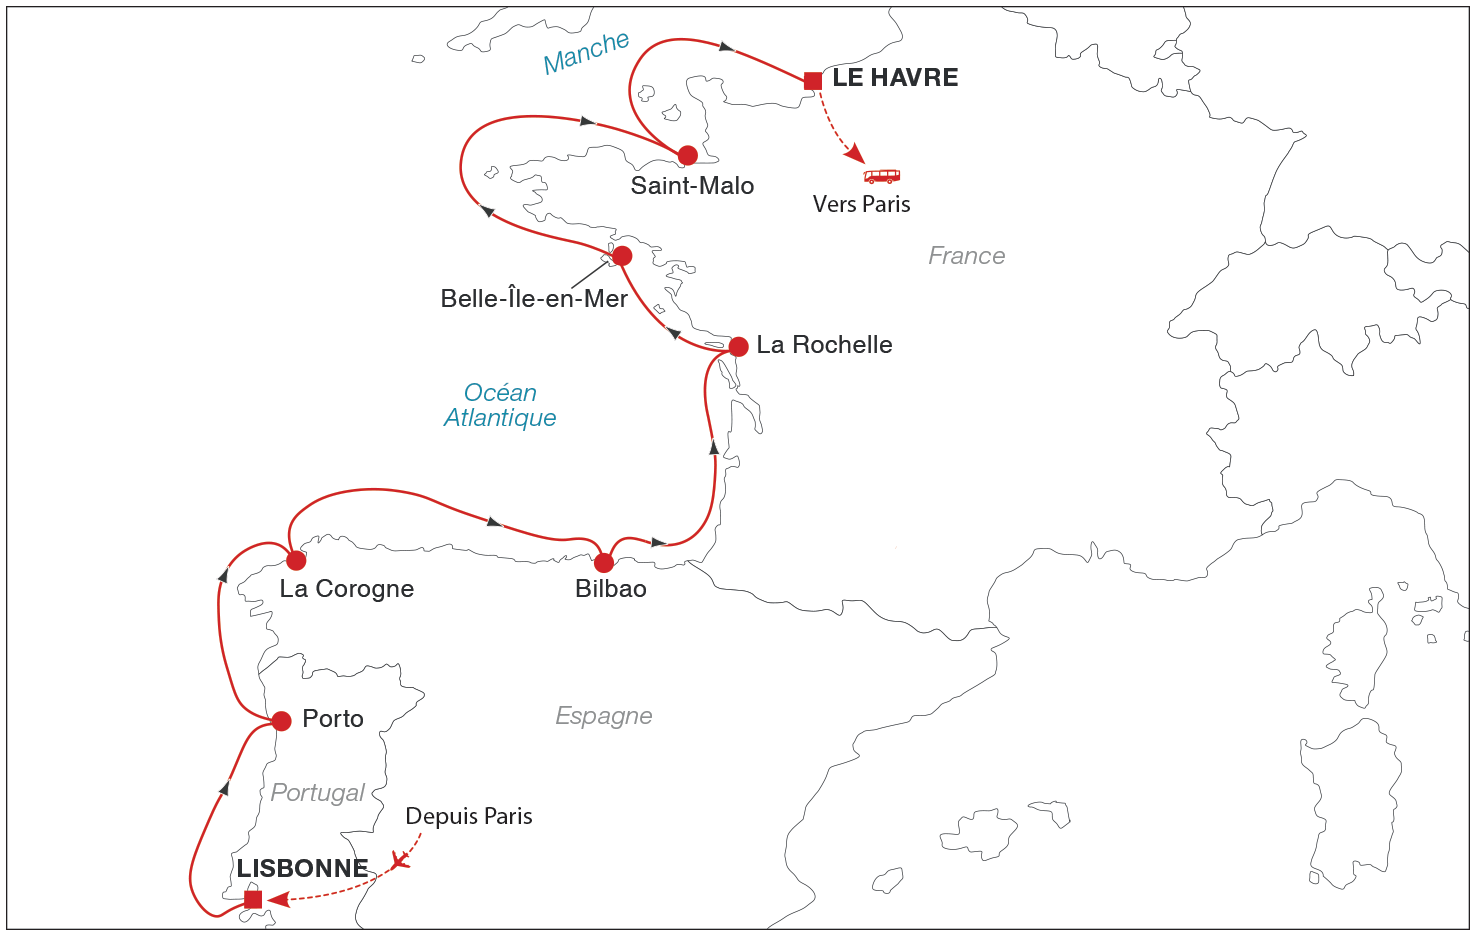 Manche
LE HAVRE
Saint-Malo
Vers Paris
France
Belle-Île-en-Mer
La Rochelle
Océan
Atlantique
La Corogne
Bilbao
Porto
Espagne
Portugal
Depuis Paris
LISBONNE